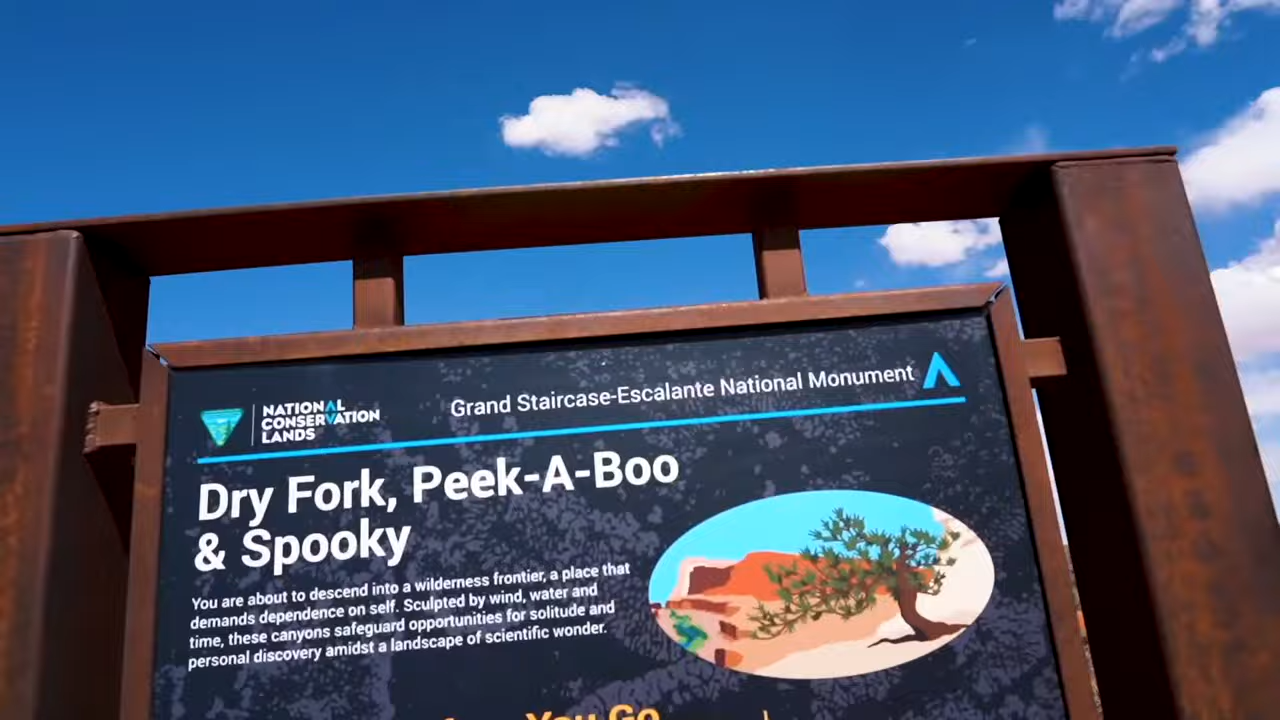 NATIONAL
CONSERVATION
LANDS
Grand Staircase-Escalante National Monument
Dry Fork, Peek-A-Boo
& Spooky
You are about to descend into a wilderness frontier, a place that
demands dependence on self. Sculpted by wind, water and
time, these canyons safeguard opportunities for solitude and
personal discovery amidst a landscape of scientific wonder.
You Go